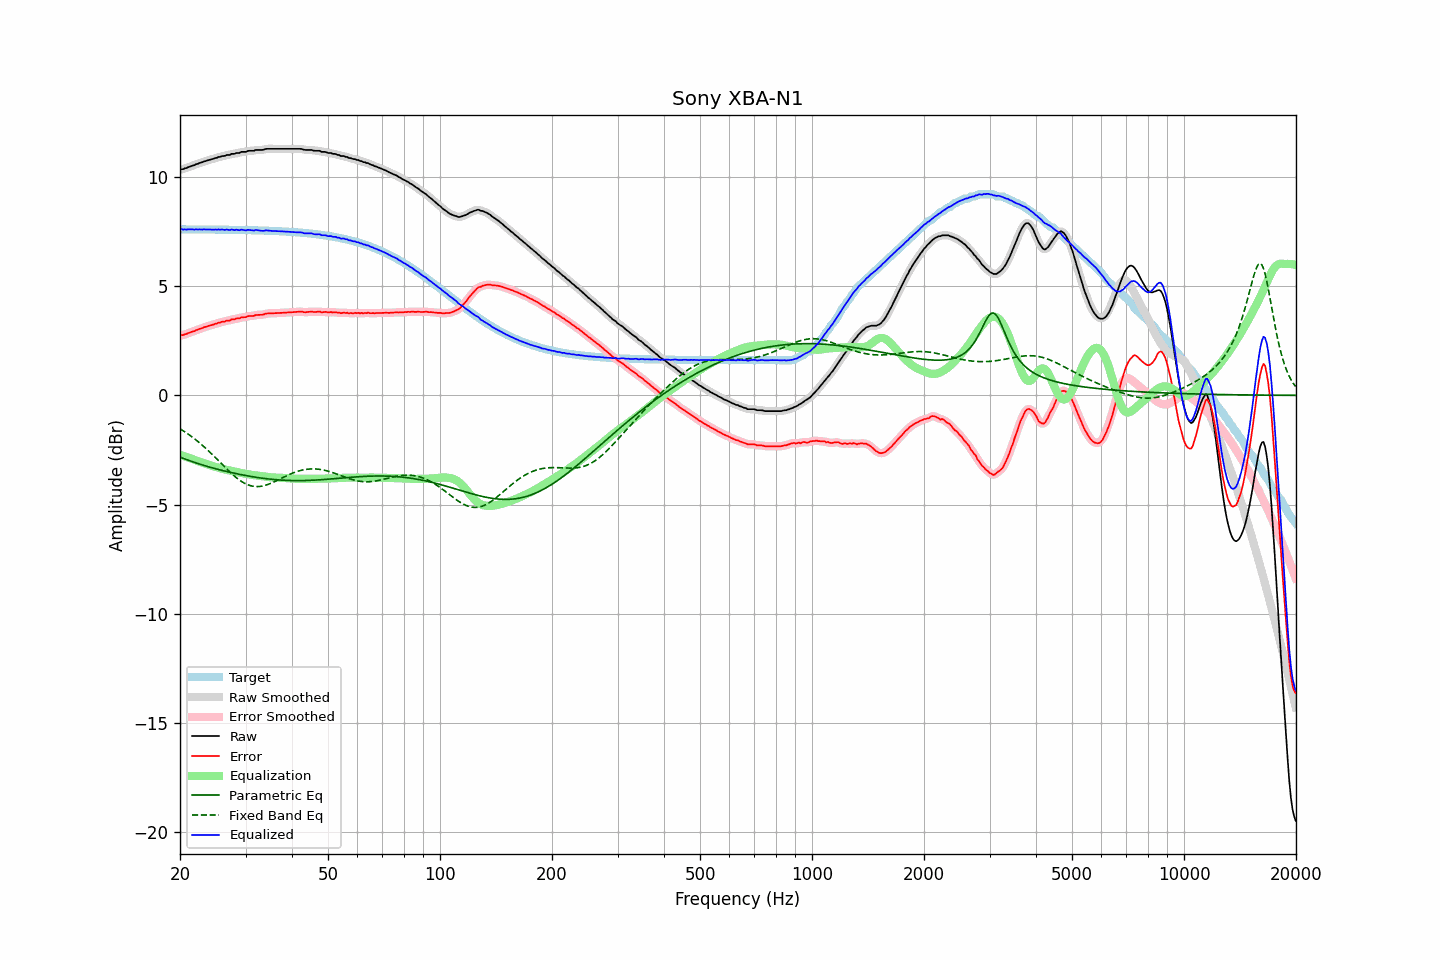 Sony XBA-N1
10
5
0
−5
−10
−15
−20
Amplitude (dBr)
Target
Raw Smoothed
Error Smoothed
Raw
Error
Equalization
Parametric Eq
Fixed Band Eq
Equalized
20 50 100 200 500 1000 2000 5000 10000 20000
Frequency (Hz)